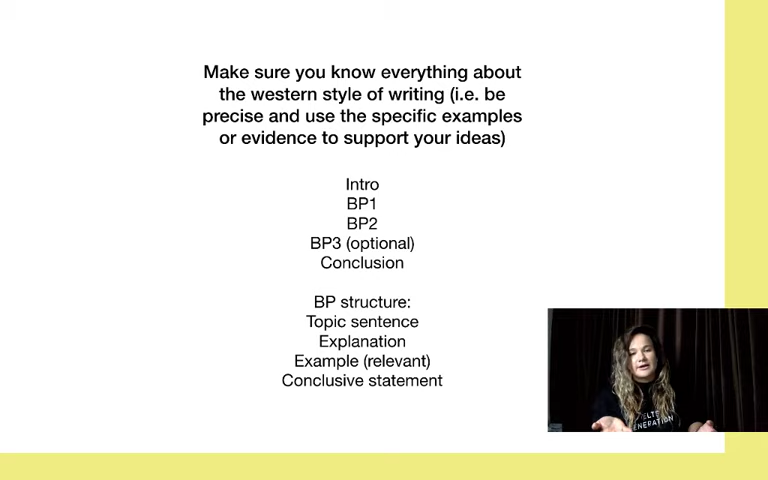 Make sure you know everything about
the western style of writing (i.e. be
precise and use the specific examples
or evidence to support your ideas)
Intro
BP1
BP2
BP3 (optional)
Conclusion
BP structure:
Topic sentence
Explanation
Example (relevant)
Conclusive statement